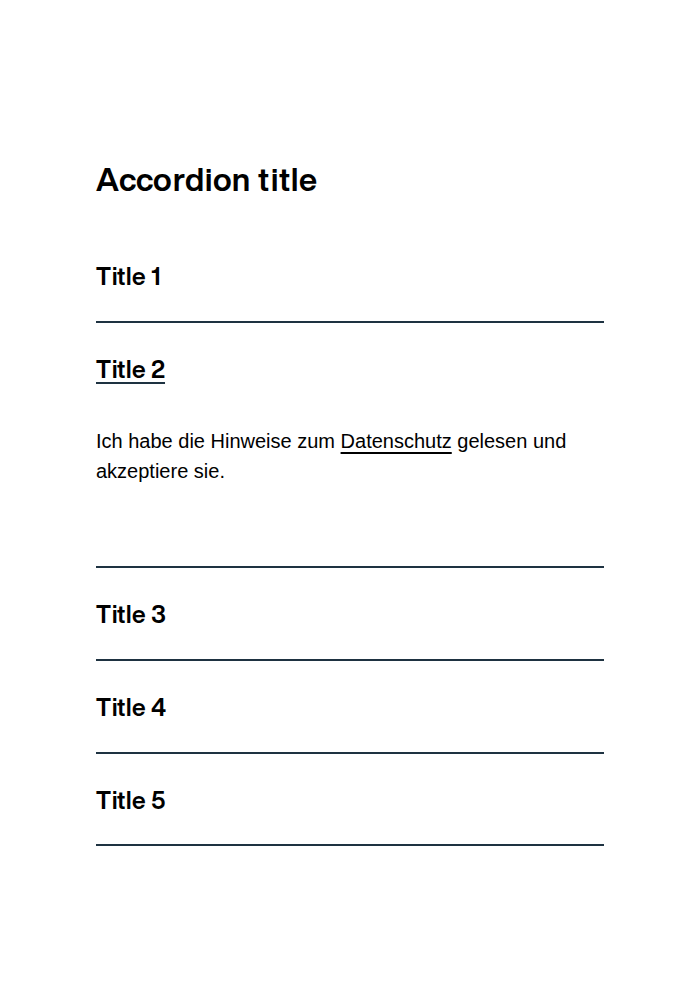 Accordion title
Title 1
Title 2
Ich habe die Hinweise zum Datenschutz gelesen und
akzeptiere sie.
Title 3
Title 4
Title 5